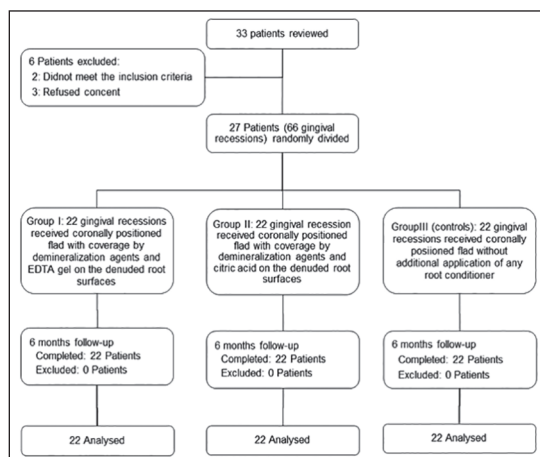 33 patients reviewed
6 Patients excluded:
2: Didnot meet the inclusion criteria
3: Refused concent
27 Patients (66 gingival
recessions) randomly divided
Group I: 22 gingival recessions
received coronally positioned
flad with coverage by
demineralization agents and
EDTA gel on the denuded root
surfaces
Group II: 22 gingival recession
received coronally positioned
flad with coverage by
demineralization agents and
citric acid on the denuded root
surfaces
GroupIII (controls): 22 gingival
recessions received coronally
posiioned flad without
additional application of any
root conditioner
6 months follow-up
Completed: 22 Patients
Excluded: 0 Patients
6 months follow-up
Completed: 22 Patients
Excluded: 0 Patients
6 months follow-up
Completed: 22 Patients
Excluded: 0 Patients
22 Analysed
22 Analysed
22 Analysed